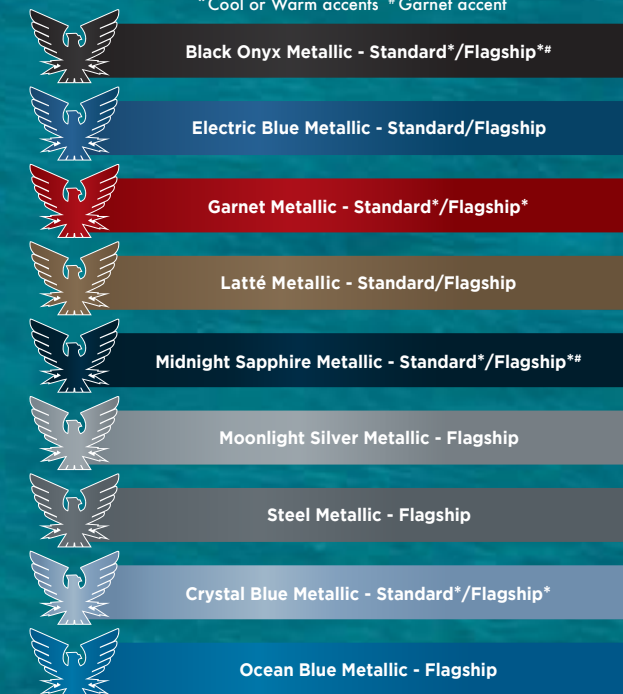 *Cool or Warm accents #Garnet accent
Black Onyx Metallic - Standard*/Flagship*#
Electric Blue Metallic - Standard/Flagship
Garnet Metallic - Standard*/Flagship*
Latté Metallic - Standard/Flagship
Midnight Sapphire Metallic - Standard*/Flagship*#
Moonlight Silver Metallic - Flagship
Steel Metallic - Flagship
Crystal Blue Metallic - Standard*/Flagship*
Ocean Blue Metallic - Flagship